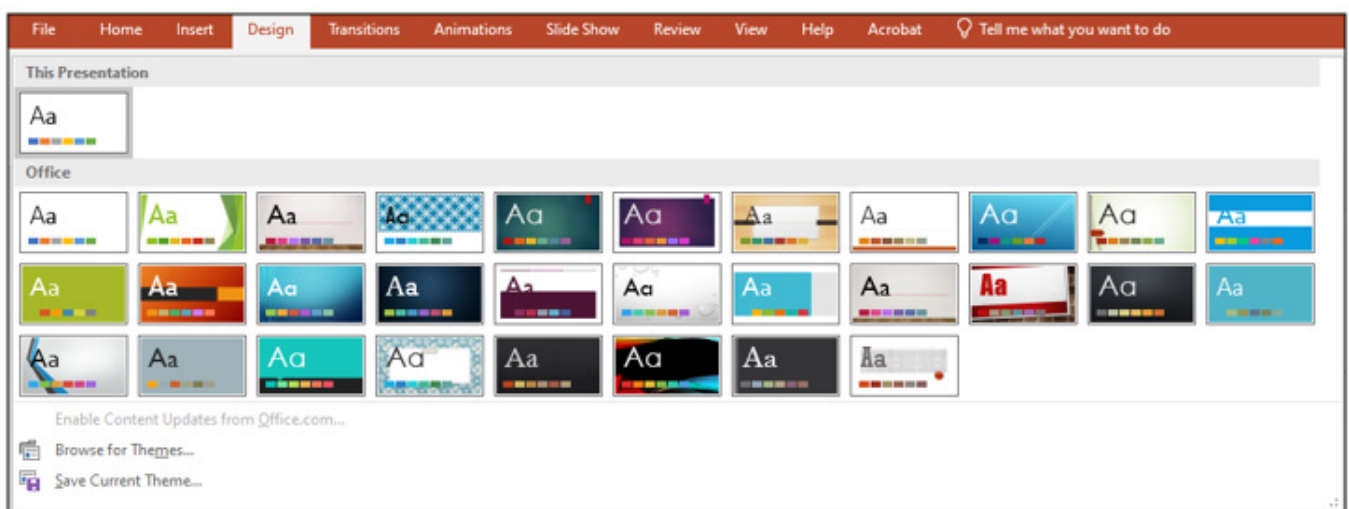 File Home Insert Design Transitions Animations Slide Show Review View Help Acrobat Tell me what you want to do
This Presentation
Aa
Office
Aa Aa Aa Aa Aa Aa Aa Aa Aa Aa Aa
Aa Aa Aa Aa Aa Aa Aa Aa Aa Aa Aa
Aa Aa Aa Aa Aa Aa Aa Aa
Enable Content Updates from Office.com...
Browse for Themes...
Save Current Theme...